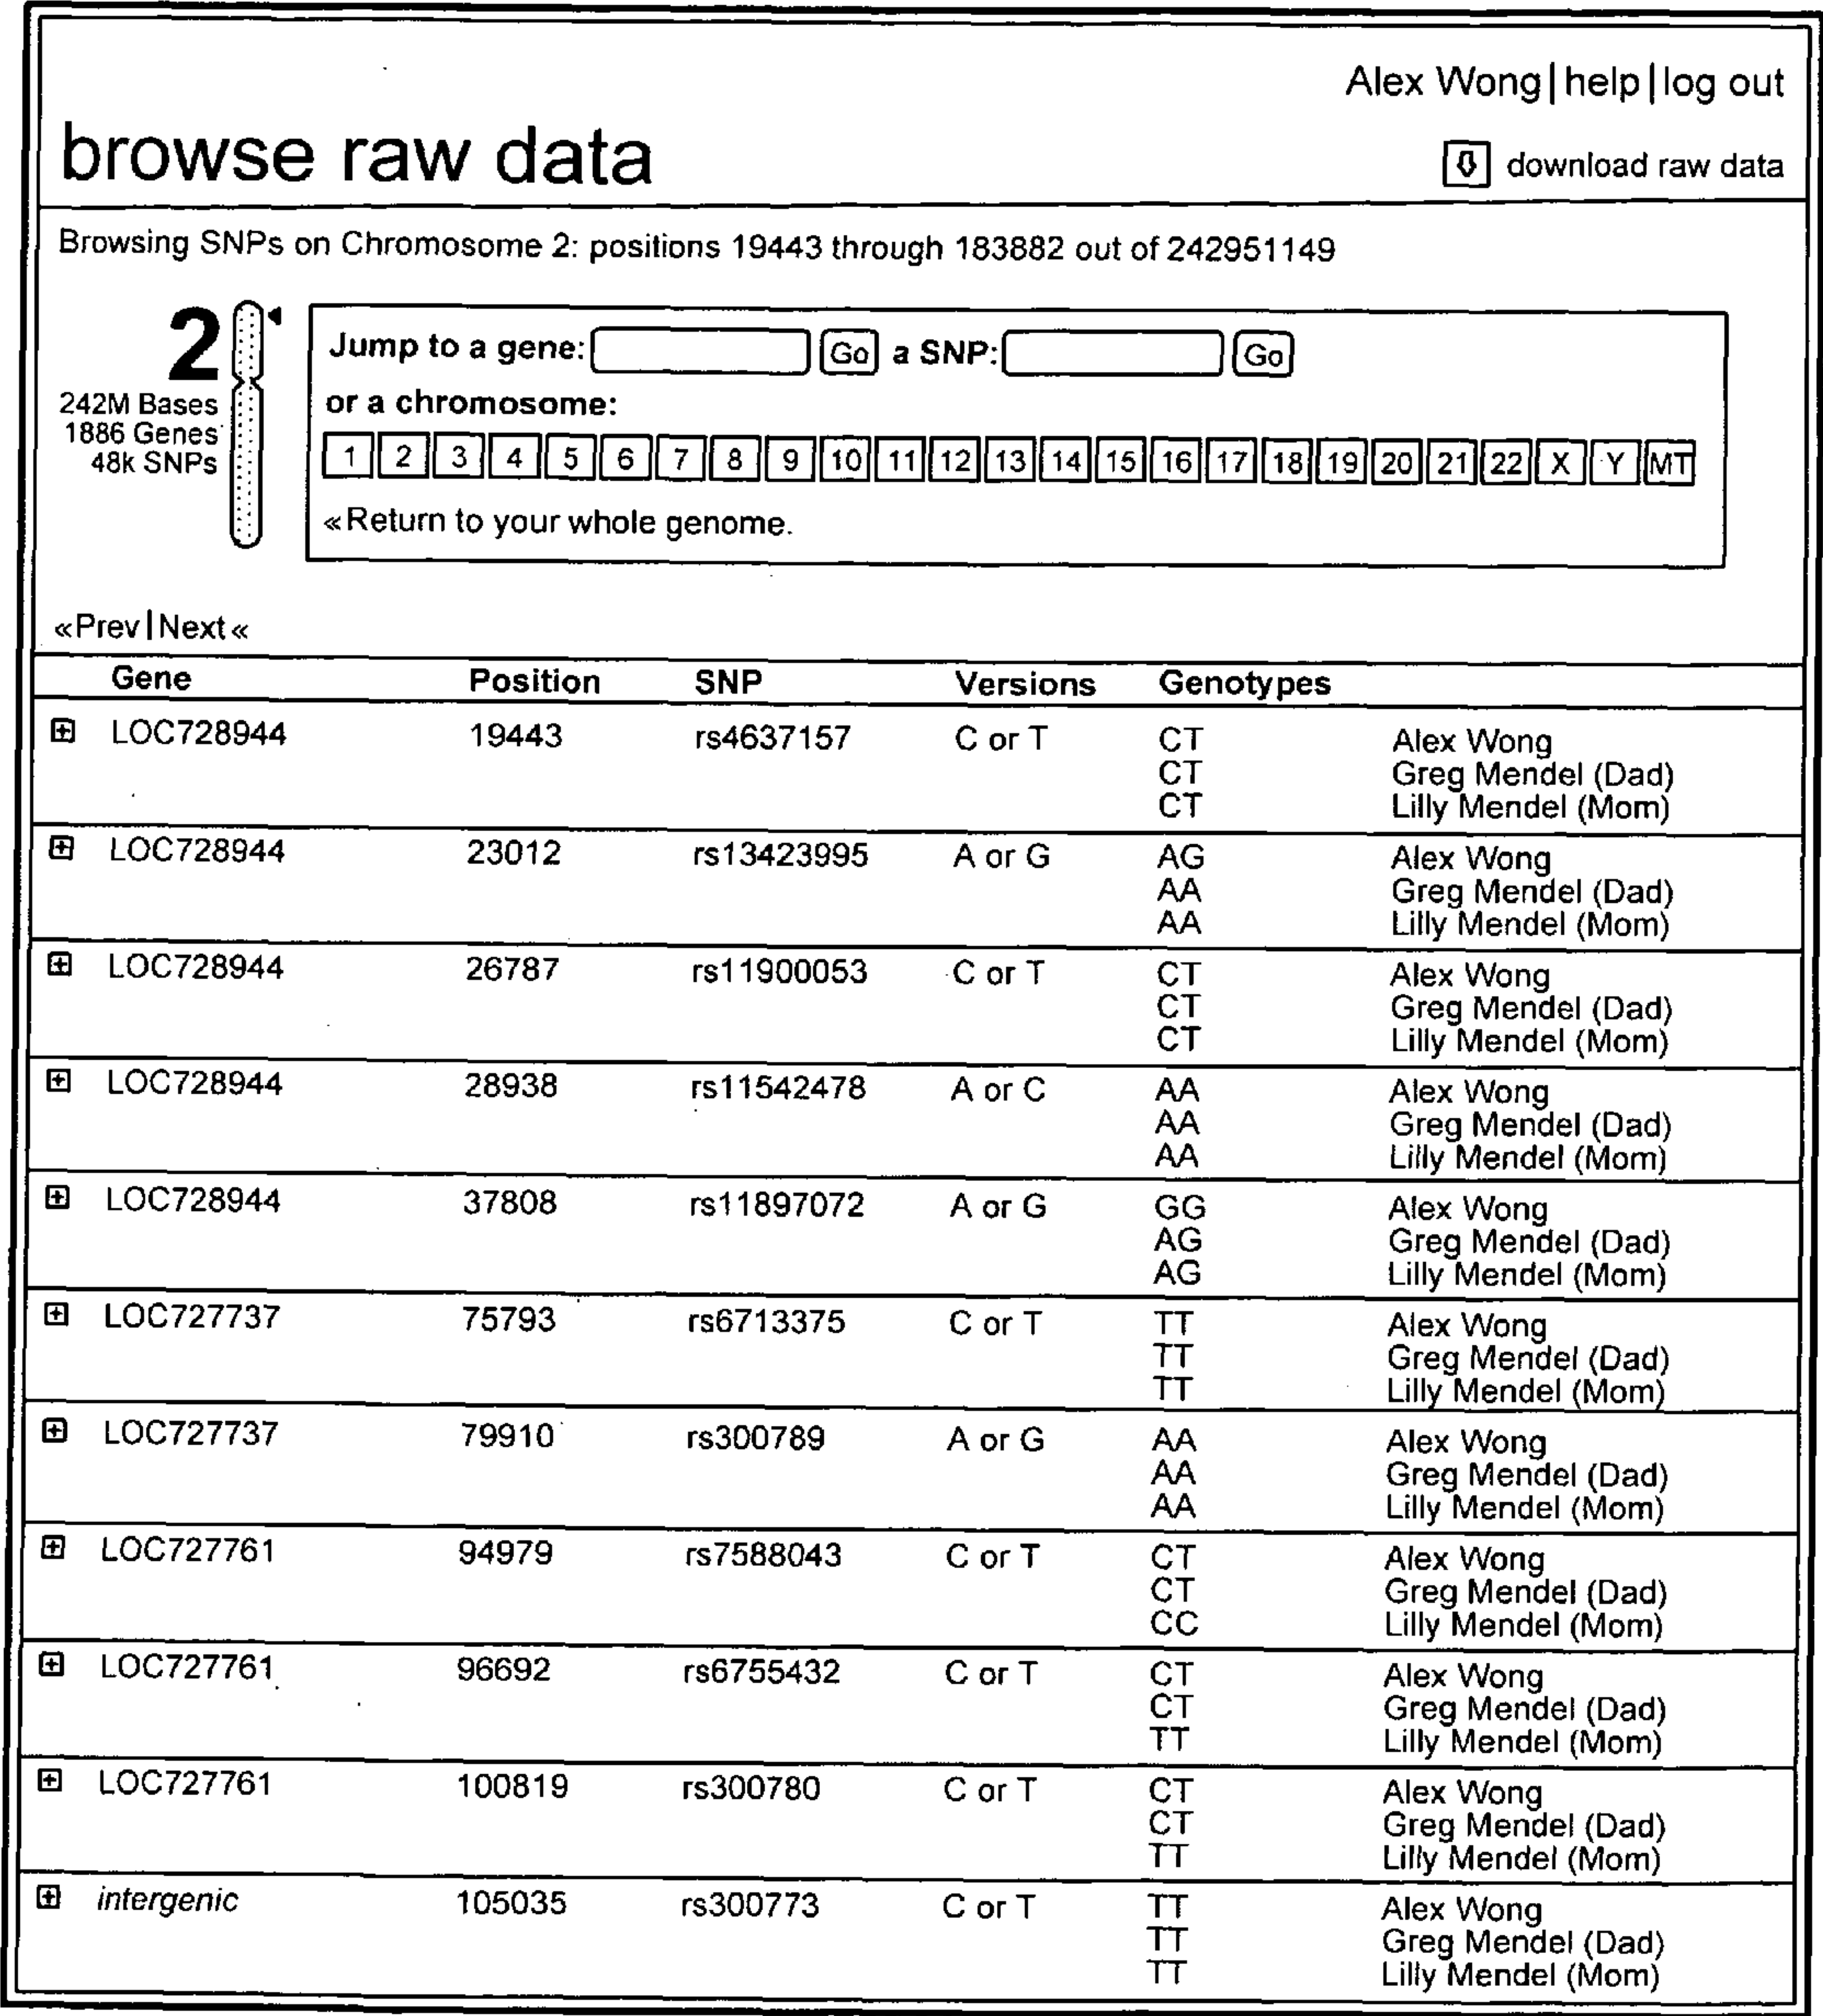 Alex Wong|help|log out
browse raw data
download raw data
Browsing SNPs on Chromosome 2: positions 19443 through 183882 out of 242951149
2
242M Bases
1886 Genes
48k SNPs
Jump to a gene: Go a SNP: Go
or a chromosome:
1 2 3 4 5 6 7 8 9 10 11 12 13 14 15 16 17 18 19 20 21 22 X Y MT
«Return to your whole genome.
«Prev|Next«
Gene Position SNP Versions Genotypes
LOC728944 19443 rs4637157 C or T CT Alex Wong
CT Greg Mendel (Dad)
CT Lilly Mendel (Mom)
LOC728944 23012 rs13423995 A or G AG Alex Wong
AA Greg Mendel (Dad)
AA Lilly Mendel (Mom)
LOC728944 26787 rs11900053 C or T CT Alex Wong
CT Greg Mendel (Dad)
CT Lilly Mendel (Mom)
LOC728944 28938 rs11542478 A or C AA Alex Wong
AA Greg Mendel (Dad)
AA Lilly Mendel (Mom)
LOC728944 37808 rs11897072 A or G GG Alex Wong
AG Greg Mendel (Dad)
AG Lilly Mendel (Mom)
LOC727737 75793 rs6713375 C or T TT Alex Wong
TT Greg Mendel (Dad)
TT Lilly Mendel (Mom)
LOC727737 79910 rs300789 A or G AA Alex Wong
AA Greg Mendel (Dad)
AA Lilly Mendel (Mom)
LOC727761 94979 rs7588043 C or T CT Alex Wong
CT Greg Mendel (Dad)
CC Lilly Mendel (Mom)
LOC727761 96692 rs6755432 C or T CT Alex Wong
CT Greg Mendel (Dad)
TT Lilly Mendel (Mom)
LOC727761 100819 rs300780 C or T CT Alex Wong
CT Greg Mendel (Dad)
TT Lilly Mendel (Mom)
intergenic 105035 rs300773 C or T TT Alex Wong
TT Greg Mendel (Dad)
TT Lilly Mendel (Mom)